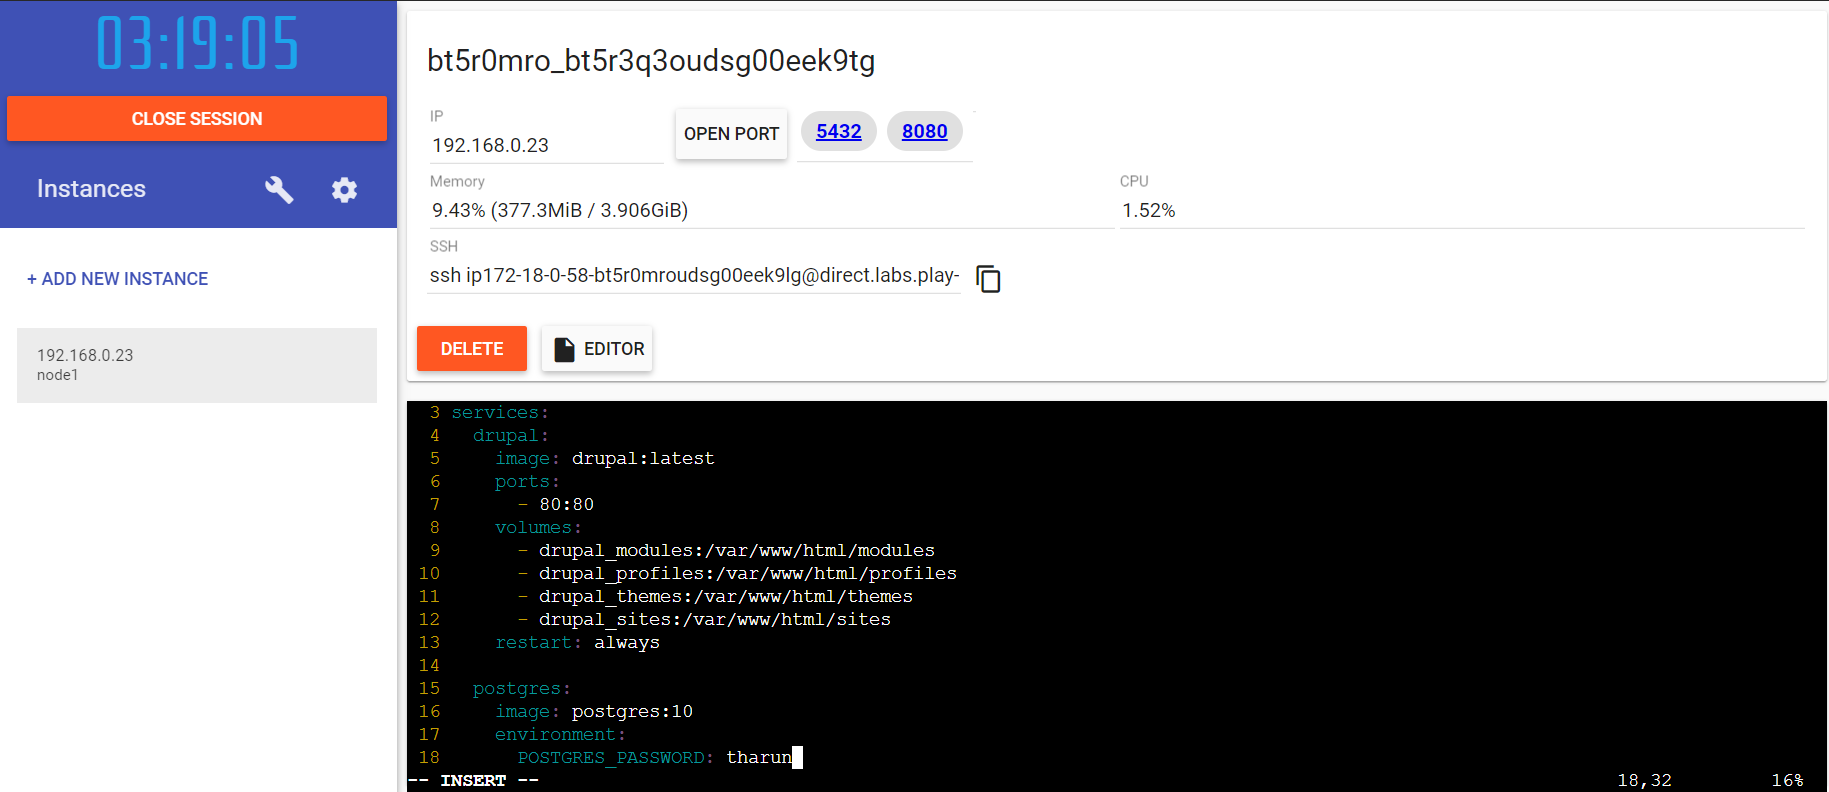 03:19:05
CLOSE SESSION
Instances
+ ADD NEW INSTANCE
192.168.0.23
node1
bt5r0mro_bt5r3q3oudsg00eek9tg
IP
192.168.0.23
OPEN PORT
5432
8080
Memory
9.43% (377.3MiB / 3.906GiB)
CPU
1.52%
SSH
ssh ip172-18-0-58-bt5r0mroudsg00eek9lg@direct.labs.play-
DELETE
EDITOR
3 services:
4   drupal:
5     image: drupal:latest
6     ports:
7       - 80:80
8     volumes:
9       - drupal_modules:/var/www/html/modules
10       - drupal_profiles:/var/www/html/profiles
11       - drupal_themes:/var/www/html/themes
12       - drupal_sites:/var/www/html/sites
13     restart: always
14
15   postgres:
16     image: postgres:10
17     environment:
18       POSTGRES_PASSWORD: tharun
-- INSERT -- 18,32 16%